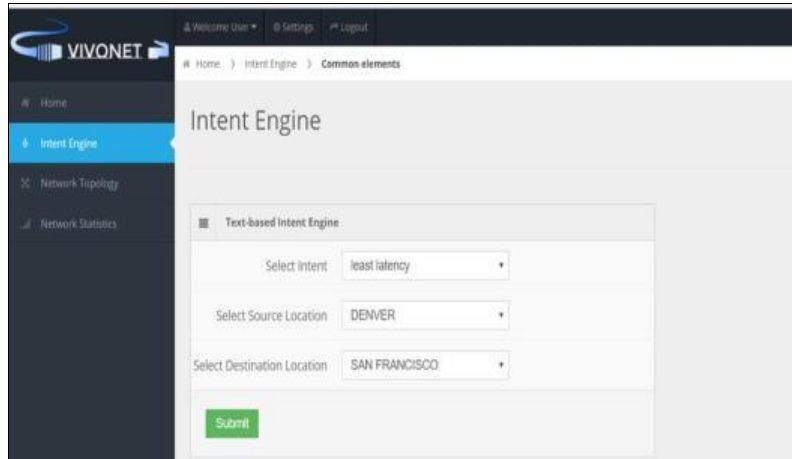 VIVONET
Welcome User Settings Logout
Home > Intent Engine > Common elements
Home
Intent Engine
Network Topology
Network Statistics
Intent Engine
Text-based Intent Engine
Select Intent least latency
Select Source Location DENVER
Select Destination Location SAN FRANCISCO
Submit